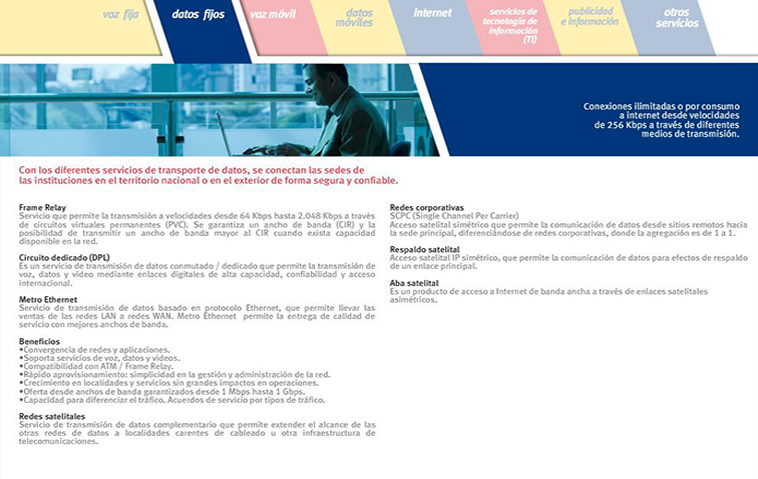 voz fija
datos fijos
voz móvil
datos
móviles
internet
servicios de
tecnología de
información
(TI)
publicidad
e información
otros
servicios
Conexiones ilimitadas o por consumo
a internet desde velocidades
de 256 Kbps a través de diferentes
medios de transmisión.
Con los diferentes servicios de transporte de datos, se conectan las sedes de
las instituciones en el territorio nacional o en el exterior de forma segura y confiable.
Frame Relay
Servicio que permite la transmisión a velocidades desde 64 Kbps hasta 2.048 Kbps a través
de circuitos virtuales permanentes (PVC). Se garantiza un ancho de banda (CIR) y la
posibilidad de transmitir un ancho de banda mayor al CIR cuando exista capacidad
disponible en la red.
Circuito dedicado (DPL)
Es un servicio de transmisión de datos conmutado / dedicado que permite la transmisión de
voz, datos y video mediante enlaces digitales de alta capacidad, confiabilidad y acceso
internacional.
Metro Ethernet
Servicio de transmisión de datos basado en protocolo Ethernet, que permite llevar las
ventas de las redes LAN a redes WAN. Metro Ethernet permite la entrega de calidad de
servicio con mejores anchos de banda.
Beneficios
•Convergencia de redes y aplicaciones.
•Soporta servicios de voz, datos y videos.
•Compatibilidad con ATM / Frame Relay.
•Rápido aprovisionamiento: simplicidad en la gestión y administración de la red.
•Crecimiento en localidades y servicios sin grandes impactos en operaciones.
•Oferta desde anchos de banda garantizados desde 1 Mbps hasta 1 Gbps.
•Capacidad para diferenciar el tráfico. Acuerdos de servicio por tipos de tráfico.
Redes satelitales
Servicio de transmisión de datos complementario que permite extender el alcance de las
otras redes de datos a localidades carentes de cableado u otra infraestructura de
telecomunicaciones.
Redes corporativas
SCPC (Single Channel Per Carrier)
Acceso satelital simétrico que permite la comunicación de datos desde sitios remotos hacia
la sede principal, diferenciándose de redes corporativas, donde la agregación es de 1 a 1.
Respaldo satelital
Acceso satelital IP simétrico, que permite la comunicación de datos para efectos de respaldo
de un enlace principal.
Aba satelital
Es un producto de acceso a Internet de banda ancha a través de enlaces satelitales
asimétricos.